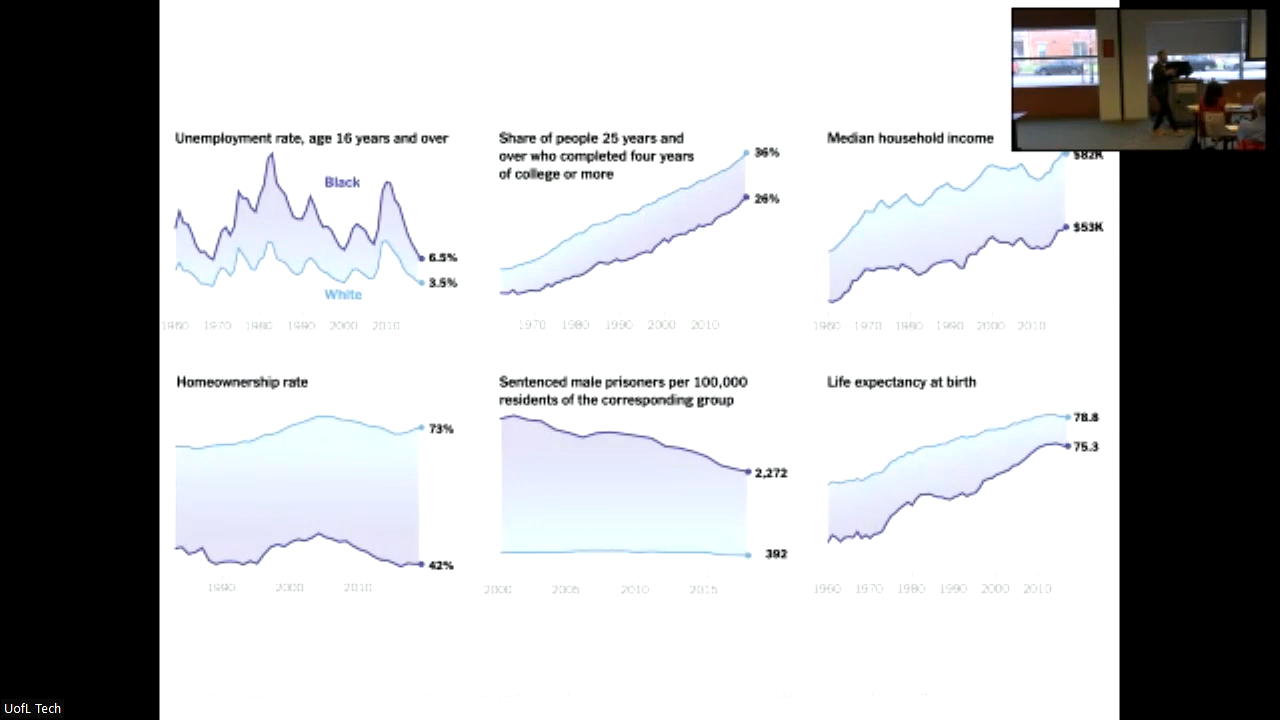 Unemployment rate, age 16 years and over
Black
6.5%
3.5%
White
1960 1970 1980 1990 2000 2010
Share of people 25 years and
over who completed four years
of college or more
36%
26%
1970 1980 1990 2000 2010
Median household income
$82K
$53K
1960 1970 1980 1990 2000 2010
Homeownership rate
73%
42%
1990 2000 2010
Sentenced male prisoners per 100,000
residents of the corresponding group
2,272
392
2000 2005 2010 2015
Life expectancy at birth
78.8
75.3
1960 1970 1980 1990 2000 2010
UofL Tech